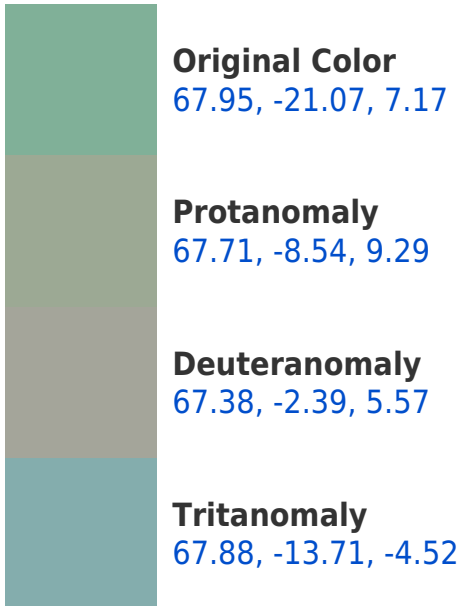 Original Color
67.95, -21.07, 7.17
Protanomaly
67.71, -8.54, 9.29
Deuteranomaly
67.38, -2.39, 5.57
Tritanomaly
67.88, -13.71, -4.52